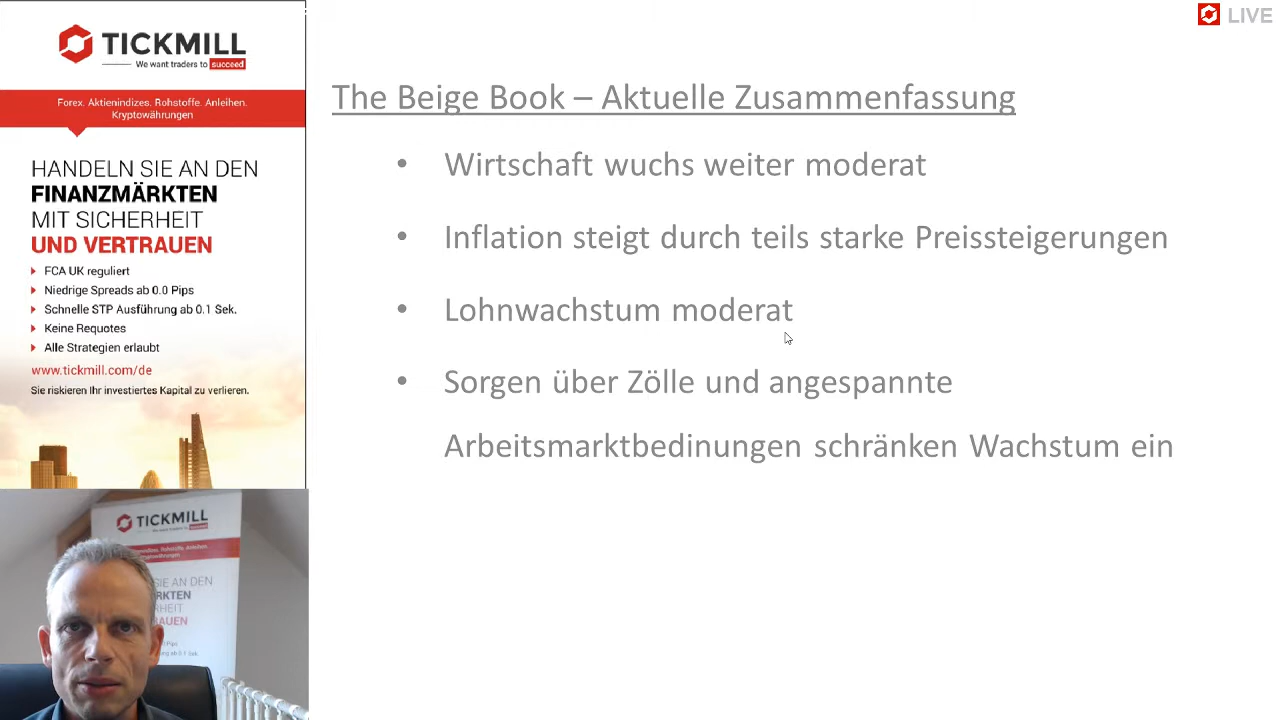 TICKMILL
We want traders to succeed
Forex. Aktienindizes. Rohstoffe. Anleihen.
Kryptowährungen
HANDELN SIE AN DEN
FINANZMÄRKTEN
MIT SICHERHEIT
UND VERTRAUEN
FCA UK reguliert
Niedrige Spreads ab 0.0 Pips
Schnelle STP Ausführung ab 0.1 Sek.
Keine Requotes
Alle Strategien erlaubt
www.tickmill.com/de
Sie riskieren Ihr investiertes Kapital zu verlieren.
LIVE
The Beige Book – Aktuelle Zusammenfassung
• Wirtschaft wuchs weiter moderat
• Inflation steigt durch teils starke Preissteigerungen
• Lohnwachstum moderat
• Sorgen über Zölle und angespannte
Arbeitsmarktbedinungen schränken Wachstum ein
TICKMILL
SIE AN DEN